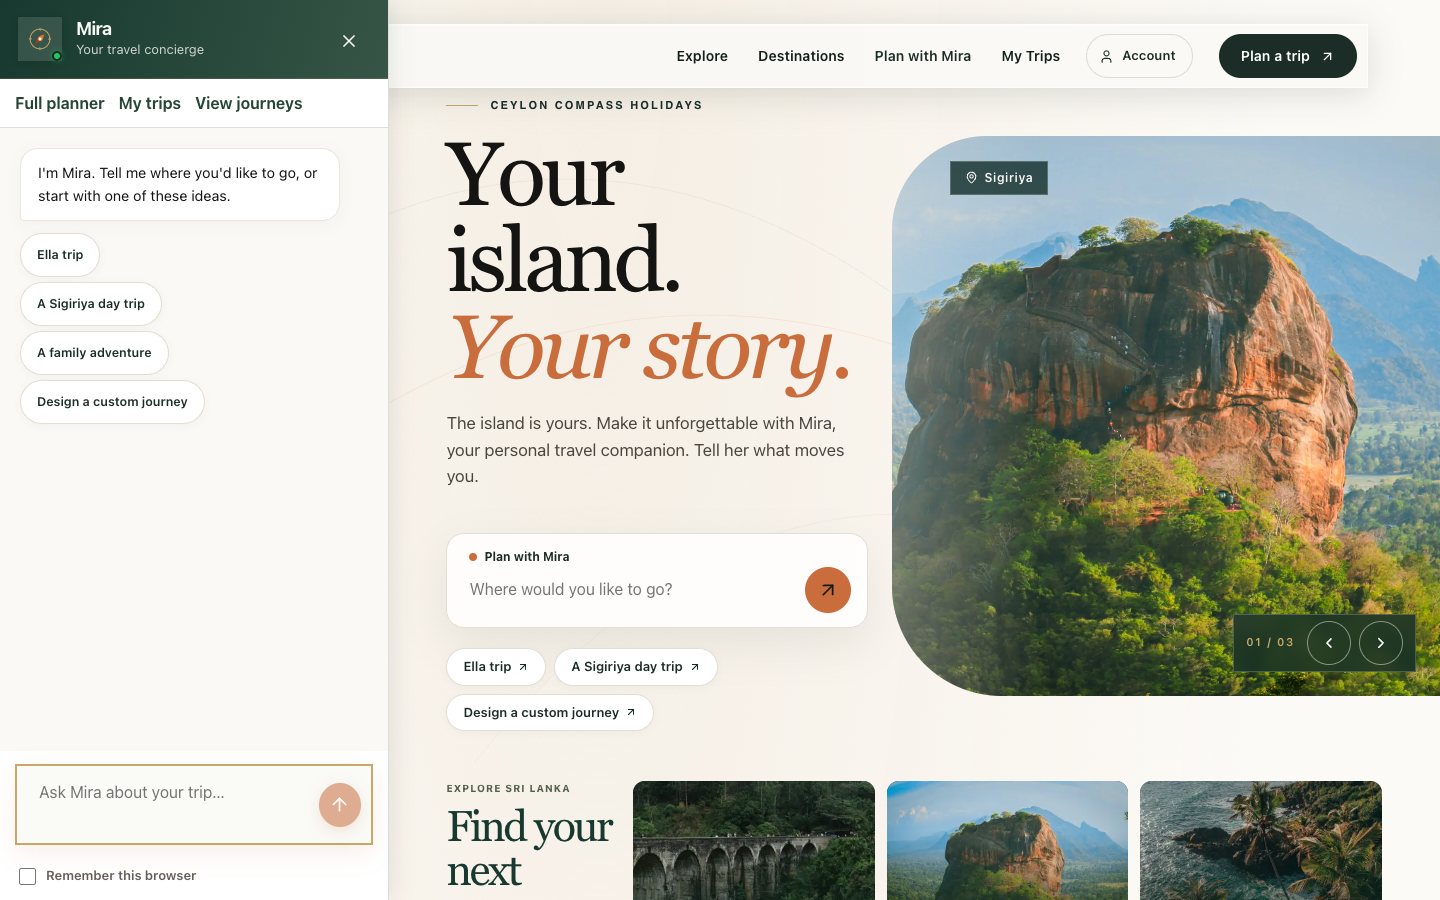 Mira
Your travel concierge
Full planner My trips View journeys
I'm Mira. Tell me where you'd like to go, or
start with one of these ideas.
Ella trip
A Sigiriya day trip
A family adventure
Design a custom journey
Ask Mira about your trip...
Remember this browser
Explore Destinations Plan with Mira My Trips Account Plan a trip
CEYLON COMPASS HOLIDAYS
Your
island.
Your story.
The island is yours. Make it unforgettable with Mira,
your personal travel companion. Tell her what moves
you.
Plan with Mira
Where would you like to go?
Ella trip
A Sigiriya day trip
Design a custom journey
Sigiriya
01 / 03
EXPLORE SRI LANKA
Find your
next